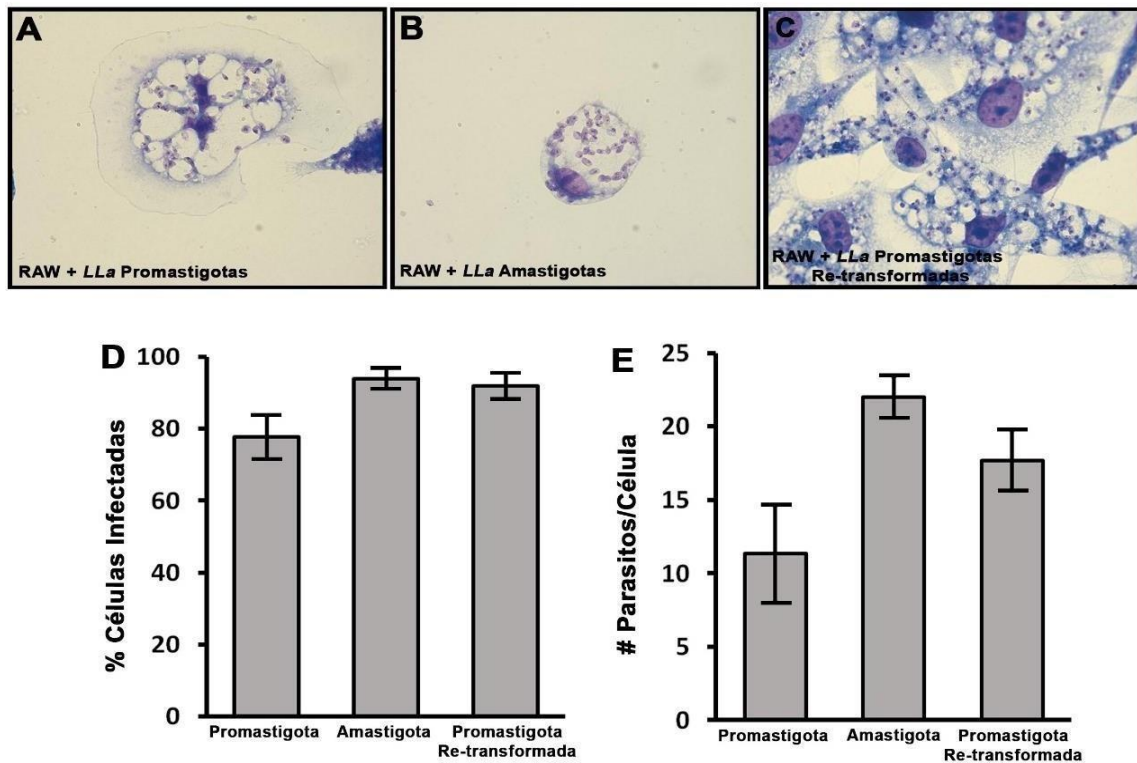 A
RAW + LLa Promastigotas
B
RAW + LLa Amastigotas
C
RAW + LLa Promastigotas
Re-transformadas
D
% Células Infectadas
100
80
60
40
20
0
Promastigota
Amastigota
Promastigota
Re-transformada
E
# Parasitos/Célula
25
20
15
10
5
0
Promastigota
Amastigota
Promastigota
Re-transformada